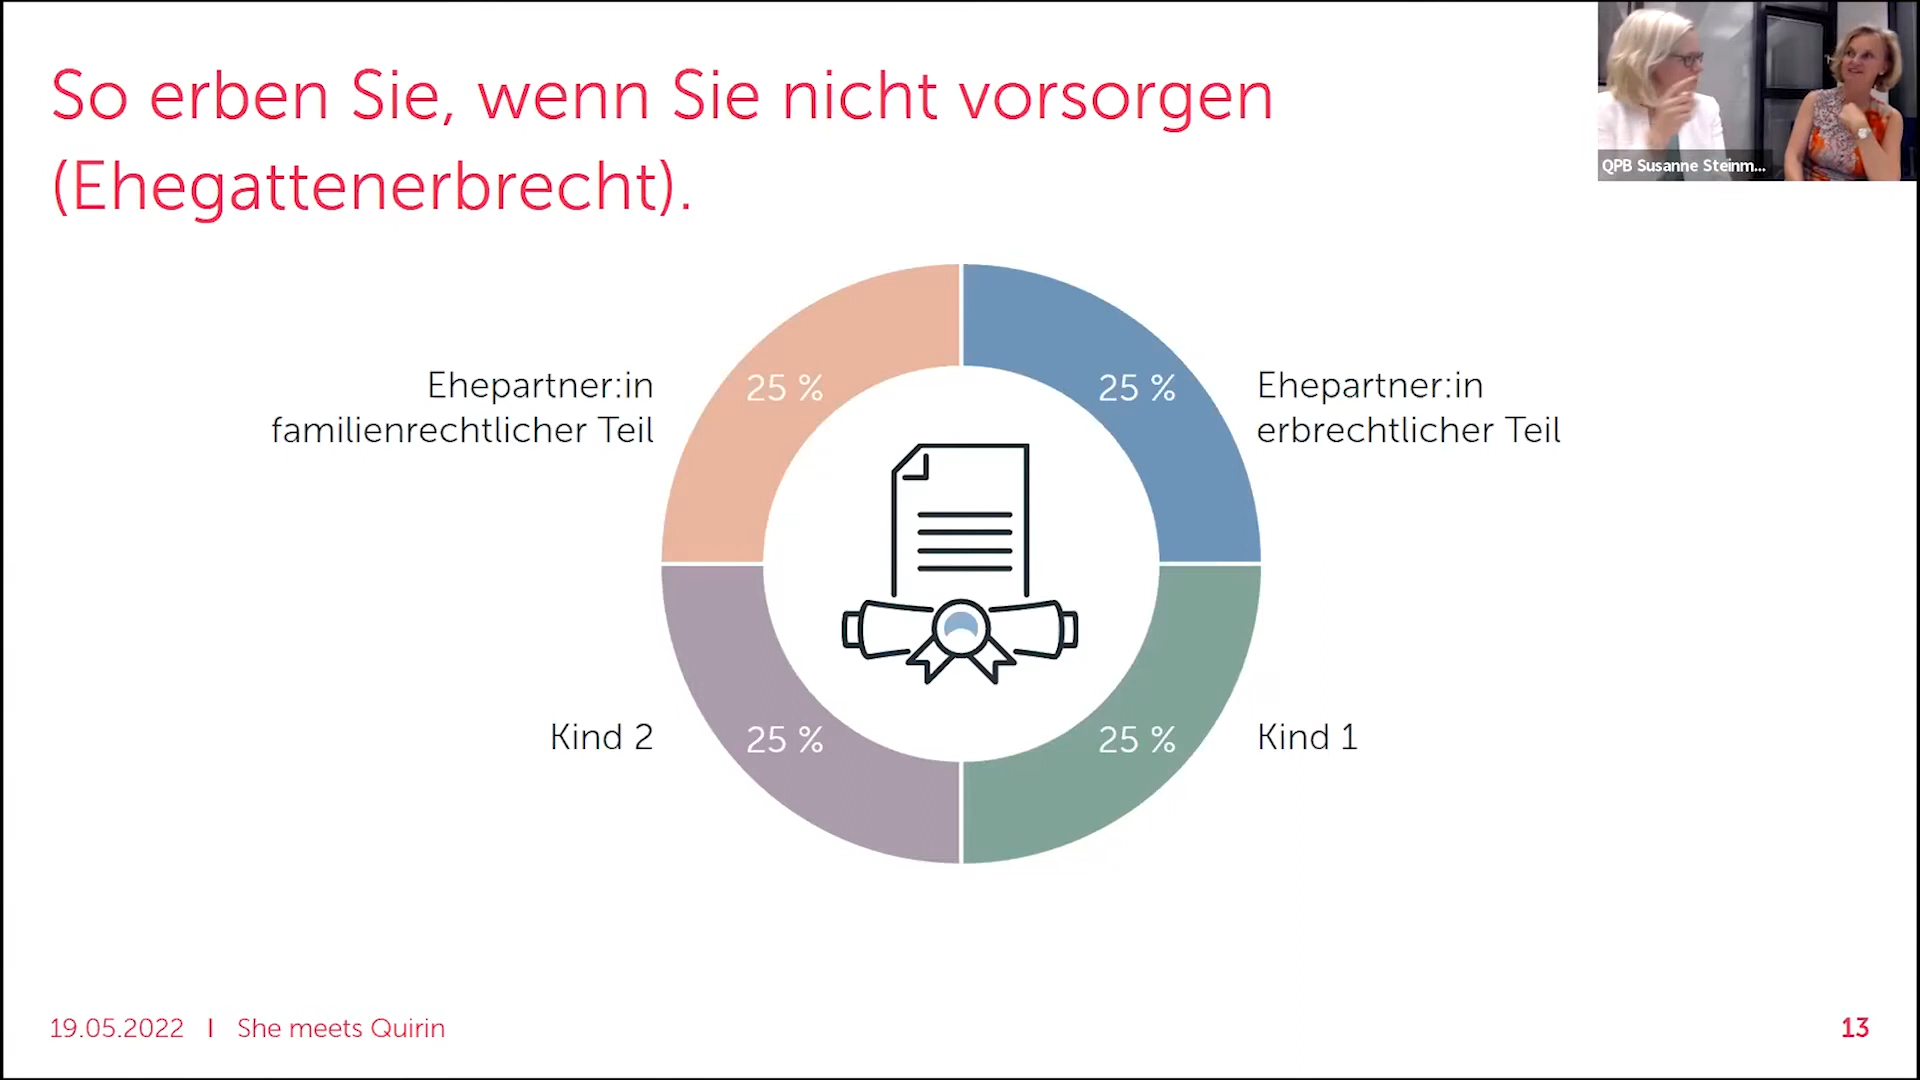 So erben Sie, wenn Sie nicht vorsorgen
(Ehegattenerbrecht).
QPB Susanne Steinm...
Ehepartner:in
familienrechtlicher Teil
25 %
25 %
Ehepartner:in
erbrechtlicher Teil
Kind 2
25 %
25 %
Kind 1
19.05.2022 I She meets Quirin
13